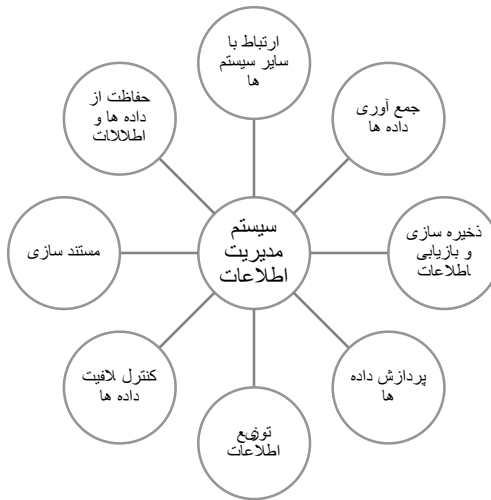 ارتباط با
سایر سیستم
ها
جمع آوری
داده ها
ذخیره سازی
و بازیابی
اطلاعات
پردازش داده
ها
توزیع
اطلاعات
کنترل لافیت
داده ها
مستند سازی
حفاظت از
داده ها و
اطلالات
سیستم
مدیریت
اطلاعات